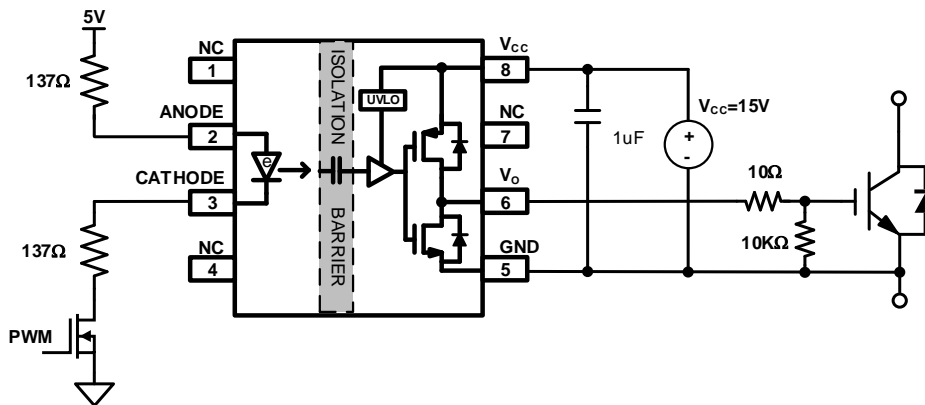 5V
137Ω
NC
1
ANODE
2
CATHODE
3
NC
4
137Ω
PWM
e
ISOLATION BARRIER
UVLO
VCC
8
NC
7
VO
6
GND
5
1uF
VCC=15V
+
-
10Ω
10KΩ